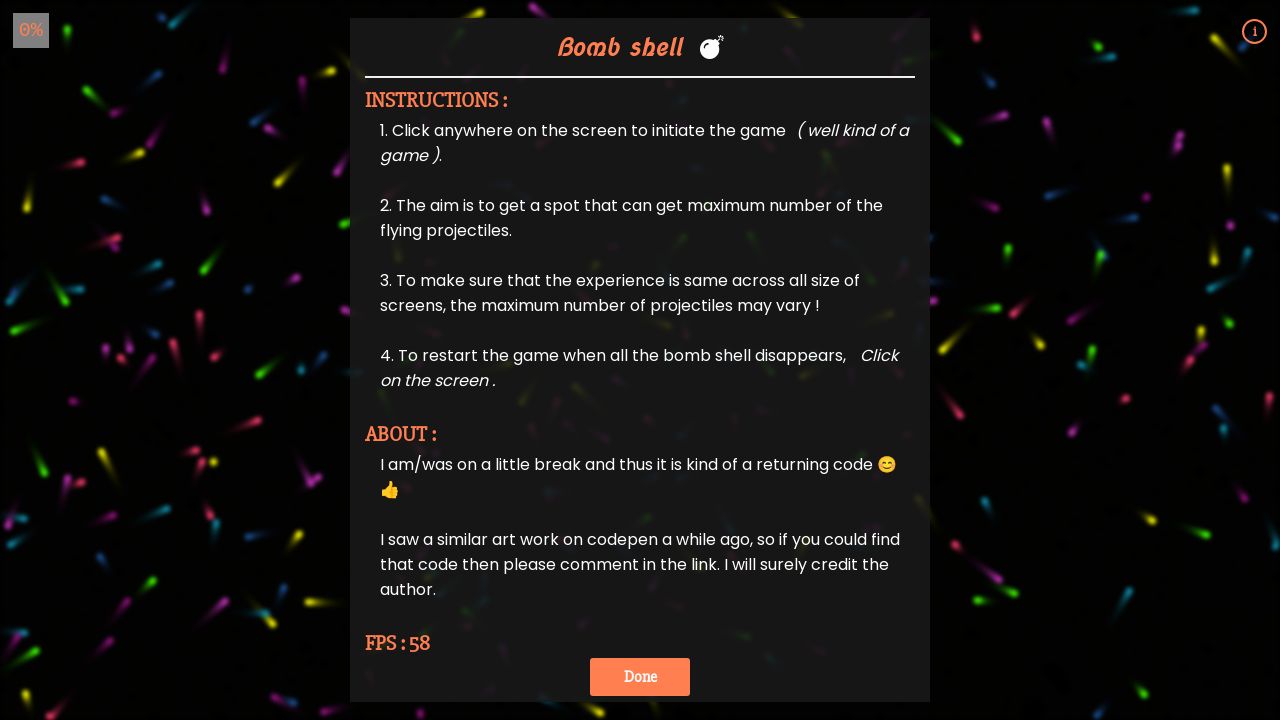 0%
Bomb shell 💣
i
INSTRUCTIONS :
1. Click anywhere on the screen to initiate the game ( well kind of a
game ).
2. The aim is to get a spot that can get maximum number of the
flying projectiles.
3. To make sure that the experience is same across all size of
screens, the maximum number of projectiles may vary !
4. To restart the game when all the bomb shell disappears, Click
on the screen .
ABOUT :
I am/was on a little break and thus it is kind of a returning code 😊
👍
I saw a similar art work on codepen a while ago, so if you could find
that code then please comment in the link. I will surely credit the
author.
FPS : 58
Done